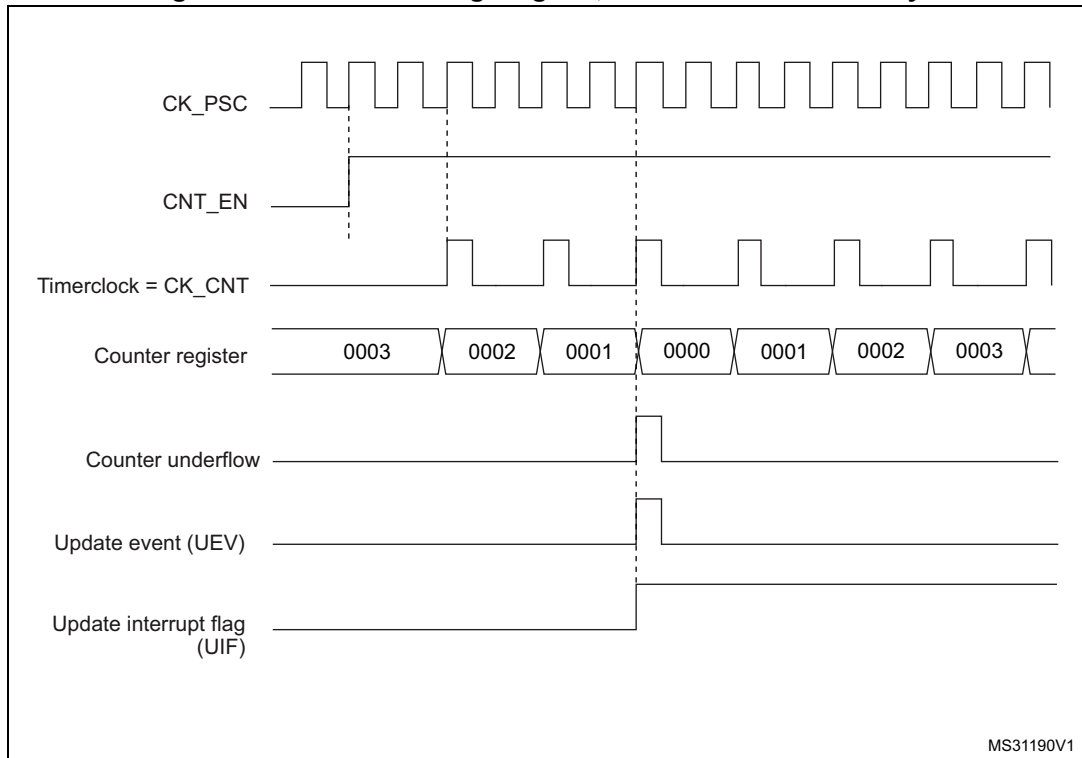 CK_PSC
CNT_EN
Timerclock = CK_CNT
Counter register
0003 0002 0001 0000 0001 0002 0003
Counter underflow
Update event (UEV)
Update interrupt flag
(UIF)
MS31190V1